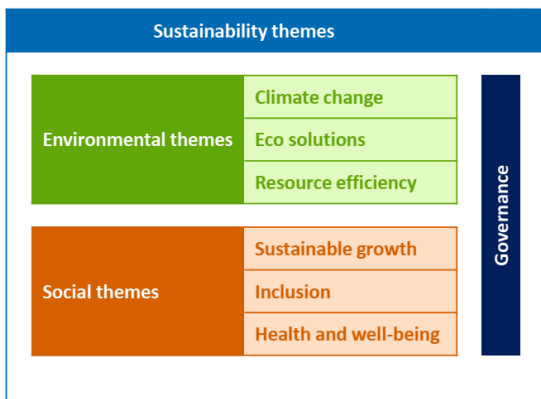 Sustainability themes
Environmental themes
Climate change
Eco solutions
Resource efficiency
Social themes
Sustainable growth
Inclusion
Health and well-being
Governance